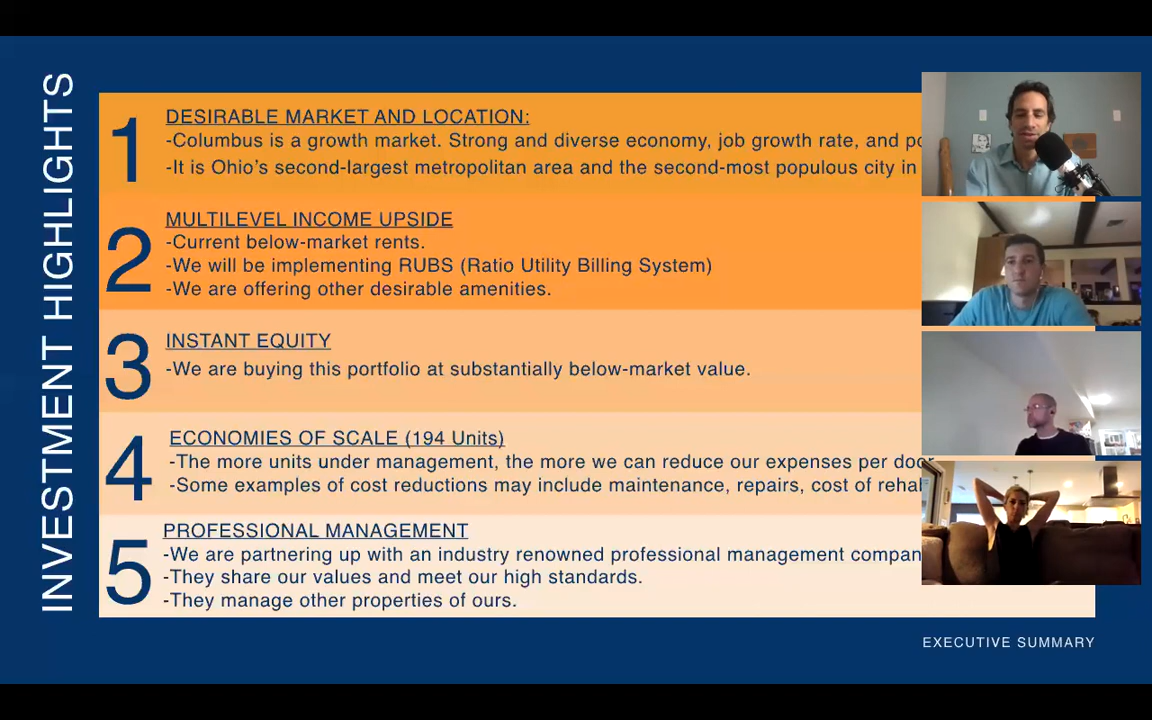 INVESTMENT HIGHLIGHTS
1
DESIRABLE MARKET AND LOCATION:
-Columbus is a growth market. Strong and diverse economy, job growth rate, and
-It is Ohio's second-largest metropolitan area and the second-most populous city in
2
MULTILEVEL INCOME UPSIDE
-Current below-market rents.
-We will be implementing RUBS (Ratio Utility Billing System)
-We are offering other desirable amenities.
3
INSTANT EQUITY
-We are buying this portfolio at substantially below-market value.
4
ECONOMIES OF SCALE (194 Units)
-The more units under management, the more we can reduce our expenses per door
-Some examples of cost reductions may include maintenance, repairs, cost of
5
PROFESSIONAL MANAGEMENT
-We are partnering up with an industry renowned professional management
-They share our values and meet our high standards.
-They manage other properties of ours.
EXECUTIVE SUMMARY